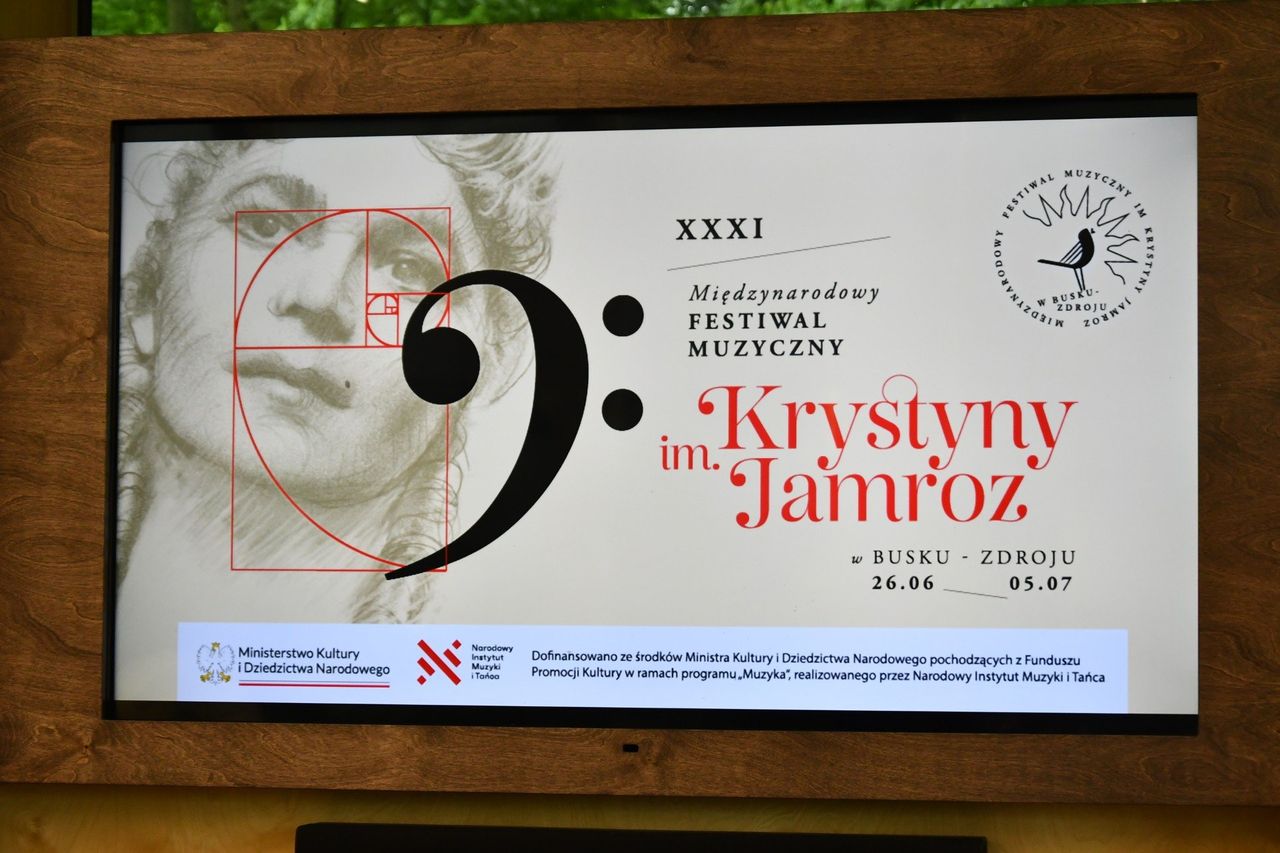 XXXI
Międzynarodowy
FESTIWAL
MUZYCZNY
im. Krystyny
Jamroz
w BUSKU - ZDROJU
26.06 05.07
MIĘDZYNARODOWY FESTIWAL MUZYCZNY IM KRYSTYNY JAMROZ
W BUSKU-
ZDROJU
Ministerstwo Kultury
i Dziedzictwa Narodowego
Narodowy
Instytut
Muzyki
i Tańca
Dofinansowano ze środków Ministra Kultury i Dziedzictwa Narodowego pochodzących z Funduszu
Promocji Kultury w ramach programu „Muzyka”, realizowanego przez Narodowy Instytut Muzyki i Tańca